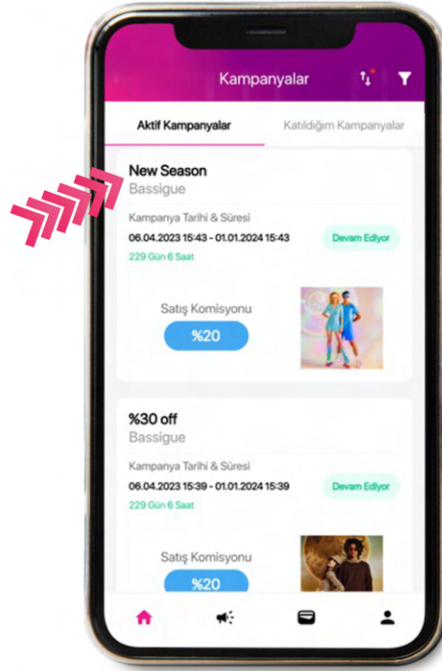 Kampanyalar
Aktif Kampanyalar
Katıldığım Kampanyalar
New Season
Bassigue
Kampanya Tarihi & Süresi
06.04.2023 15:43 - 01.01.2024 15:43
Devam Ediyor
229 Gün 6 Saat
Satış Komisyonu
%20
%30 off
Bassigue
Kampanya Tarihi & Süresi
06.04.2023 15:39 - 01.01.2024 15:39
Devam Ediyor
229 Gün 6 Saat
Satış Komisyonu
%20